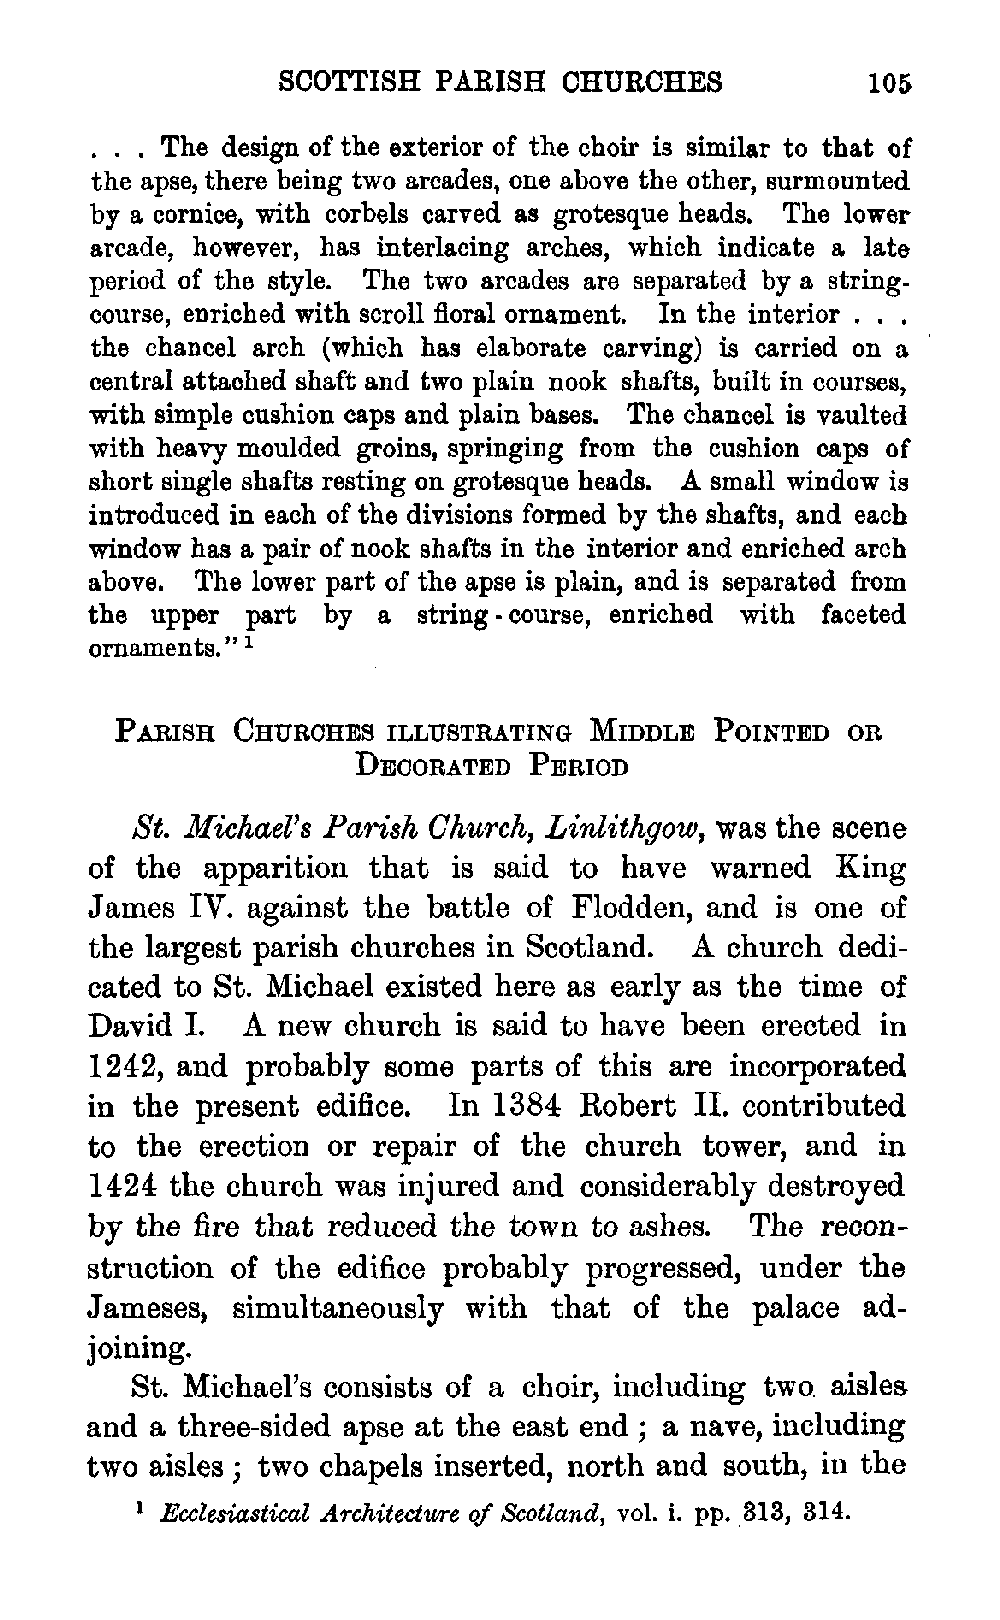 SCOTTISH PARISH CHURCHES 105
. . . The design of the exterior of the choir is similar to that of
the apse, there being two arcades, one above the other, surmounted
by a cornice, with corbels carved as grotesque heads. The lower
arcade, however, has interlacing arches, which indicate a late
period of the style. The two arcades are separated by a string-
course, enriched with scroll floral ornament. In the interior . . .
the chancel arch (which has elaborate carving) is carried on a
central attached shaft and two plain nook shafts, built in courses,
with simple cushion caps and plain bases. The chancel is vaulted
with heavy moulded groins, springing from the cushion caps of
short single shafts resting on grotesque heads. A small window is
introduced in each of the divisions formed by the shafts, and each
window has a pair of nook shafts in the interior and enriched arch
above. The lower part of the apse is plain, and is separated from
the upper part by a string-course, enriched with faceted
ornaments." 1
PARISH CHURCHES ILLUSTRATING MIDDLE POINTED OR
DECORATED PERIOD
St. Michael's Parish Church, Linlithgow, was the scene
of the apparition that is said to have warned King
James IV. against the battle of Flodden, and is one of
the largest parish churches in Scotland. A church dedi-
cated to St. Michael existed here as early as the time of
David I. A new church is said to have been erected in
1242, and probably some parts of this are incorporated
in the present edifice. In 1384 Robert II. contributed
to the erection or repair of the church tower, and in
1424 the church was injured and considerably destroyed
by the fire that reduced the town to ashes. The recon-
struction of the edifice probably progressed, under the
Jameses, simultaneously with that of the palace ad-
joining.
St. Michael's consists of a choir, including two aisles
and a three-sided apse at the east end ; a nave, including
two aisles ; two chapels inserted, north and south, in the
1 Ecclesiastical Architecture of Scotland, vol. i. pp. 313, 314.